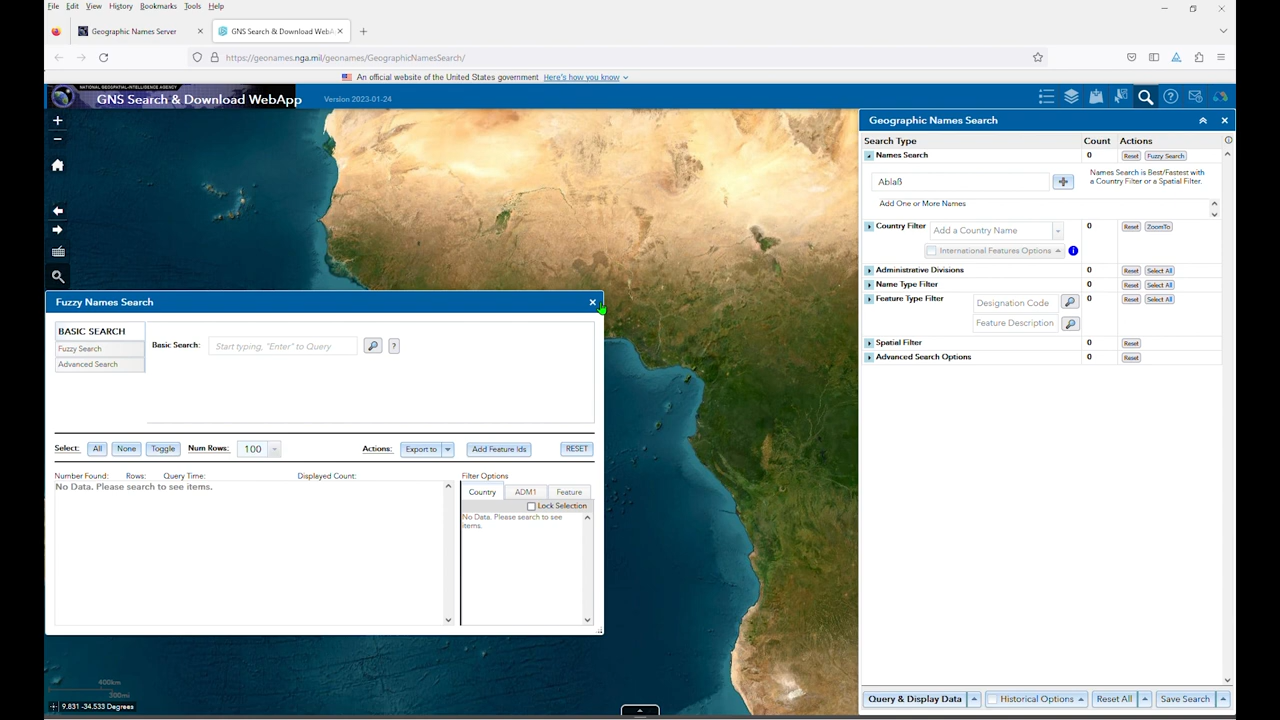 File Edit View History Bookmarks Tools Help
Geographic Names Server
GNS Search & Download WebA
https://geonames.nga.mil/geonames/GeographicNamesSearch/
An official website of the United States government Here's how you know
NATIONAL GEOSPATIAL-INTELLIGENCE AGENCY
GNS Search & Download WebApp
Version 2023-01-24
Geographic Names Search
Search Type Count Actions
Names Search 0 Reset Fuzzy Search
Ablaß
Names Search is Best/Fastest with
a Country Filter or a Spatial Filter.
Add One or More Names
Country Filter Add a Country Name 0 Reset ZoomTo
International Features Options
Administrative Divisions 0 Reset Select All
Name Type Filter 0 Reset Select All
Feature Type Filter Designation Code 0 Reset Select All
Feature Description
Spatial Filter 0 Reset
Advanced Search Options 0 Reset
Fuzzy Names Search
BASIC SEARCH
Fuzzy Search
Advanced Search
Basic Search: Start typing, "Enter" to Query ?
Select: All None Toggle Num Rows: 100 Actions: Export to Add Feature Ids RESET
Number Found: Rows: Query Time: Displayed Count: Filter Options
No Data. Please search to see items.
Country ADM1 Feature
Lock Selection
No Data. Please search to see
items.
400km
300mi
9.831 -34.533 Degrees
Query & Display Data Historical Options Reset All Save Search